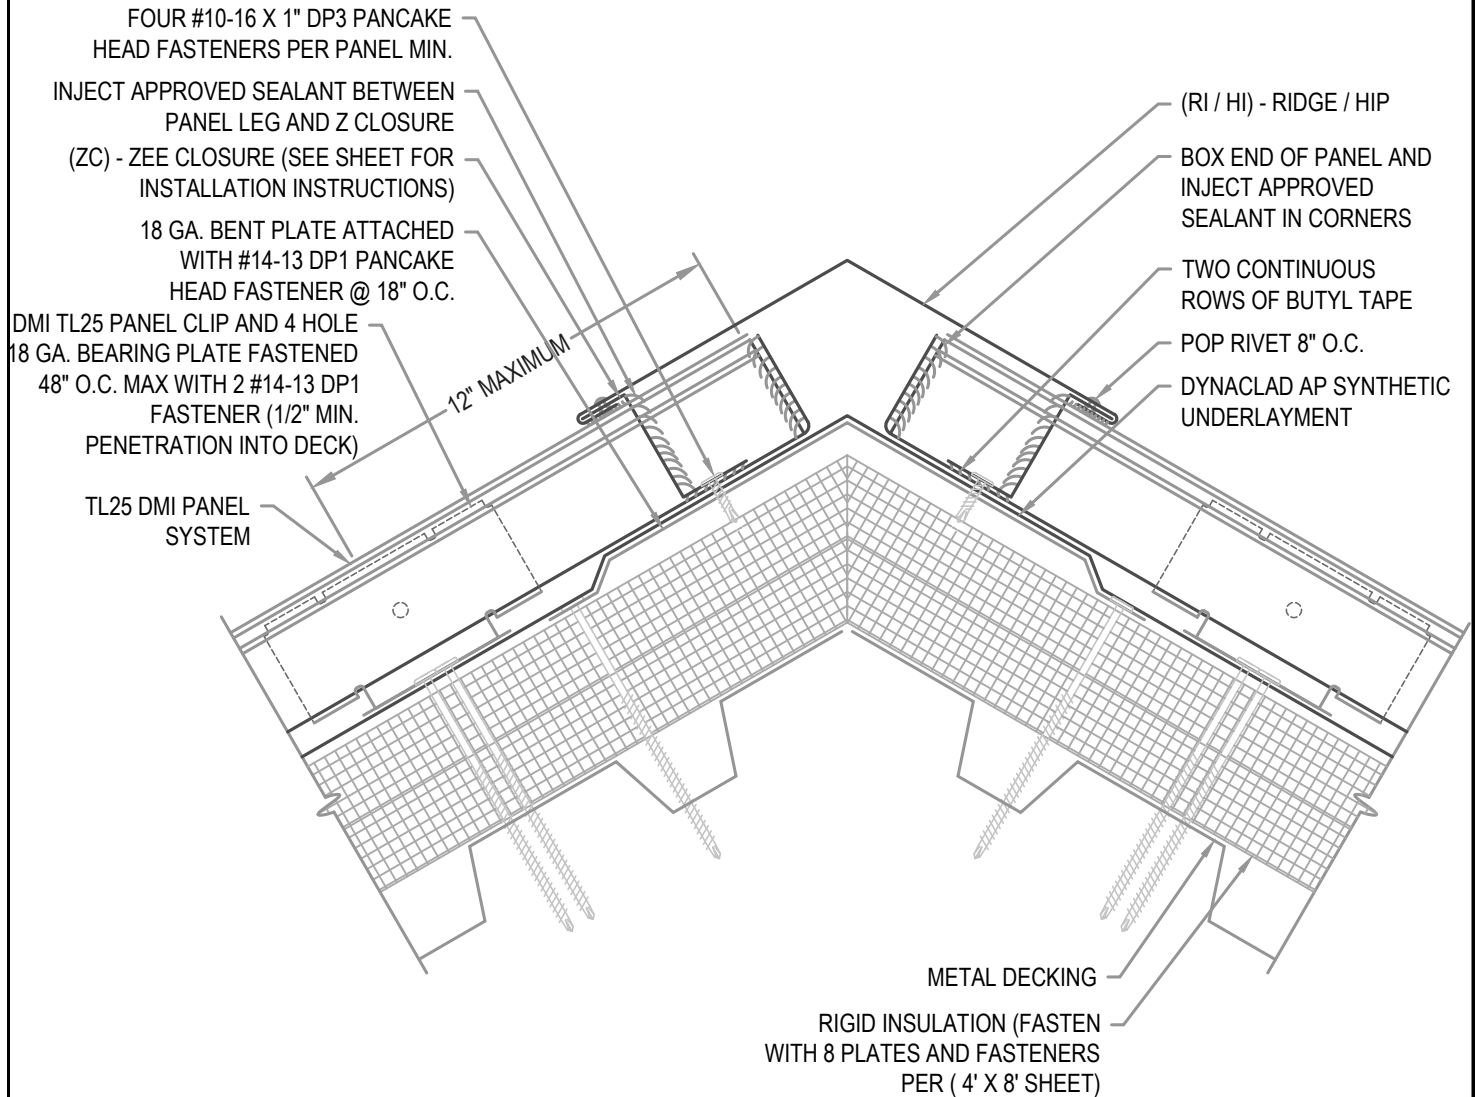 FOUR #10-16 X 1" DP3 PANCAKE
HEAD FASTENERS PER PANEL MIN.
INJECT APPROVED SEALANT BETWEEN
PANEL LEG AND Z CLOSURE
(ZC) - ZEE CLOSURE (SEE SHEET FOR
INSTALLATION INSTRUCTIONS)
18 GA. BENT PLATE ATTACHED
WITH #14-13 DP1 PANCAKE
HEAD FASTENER @ 18" O.C.
DMI TL25 PANEL CLIP AND 4 HOLE
18 GA. BEARING PLATE FASTENED
48" O.C. MAX WITH 2 #14-13 DP1
FASTENER (1/2" MIN.
PENETRATION INTO DECK)
TL25 DMI PANEL
SYSTEM
12" MAXIMUM
(RI / HI) - RIDGE / HIP
BOX END OF PANEL AND
INJECT APPROVED
SEALANT IN CORNERS
TWO CONTINUOUS
ROWS OF BUTYL TAPE
POP RIVET 8" O.C.
DYNACLAD AP SYNTHETIC
UNDERLAYMENT
METAL DECKING
RIGID INSULATION (FASTEN
WITH 8 PLATES AND FASTENERS
PER ( 4' X 8' SHEET)